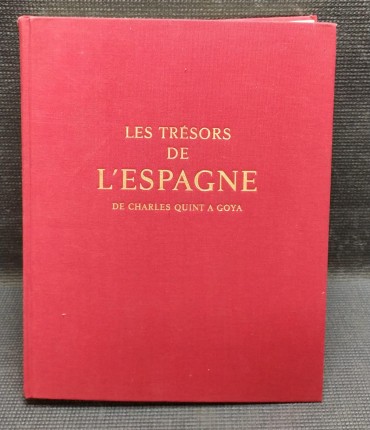 LES TRÉSORS
DE
L'ESPAGNE
DE CHARLES QUINT A GOYA